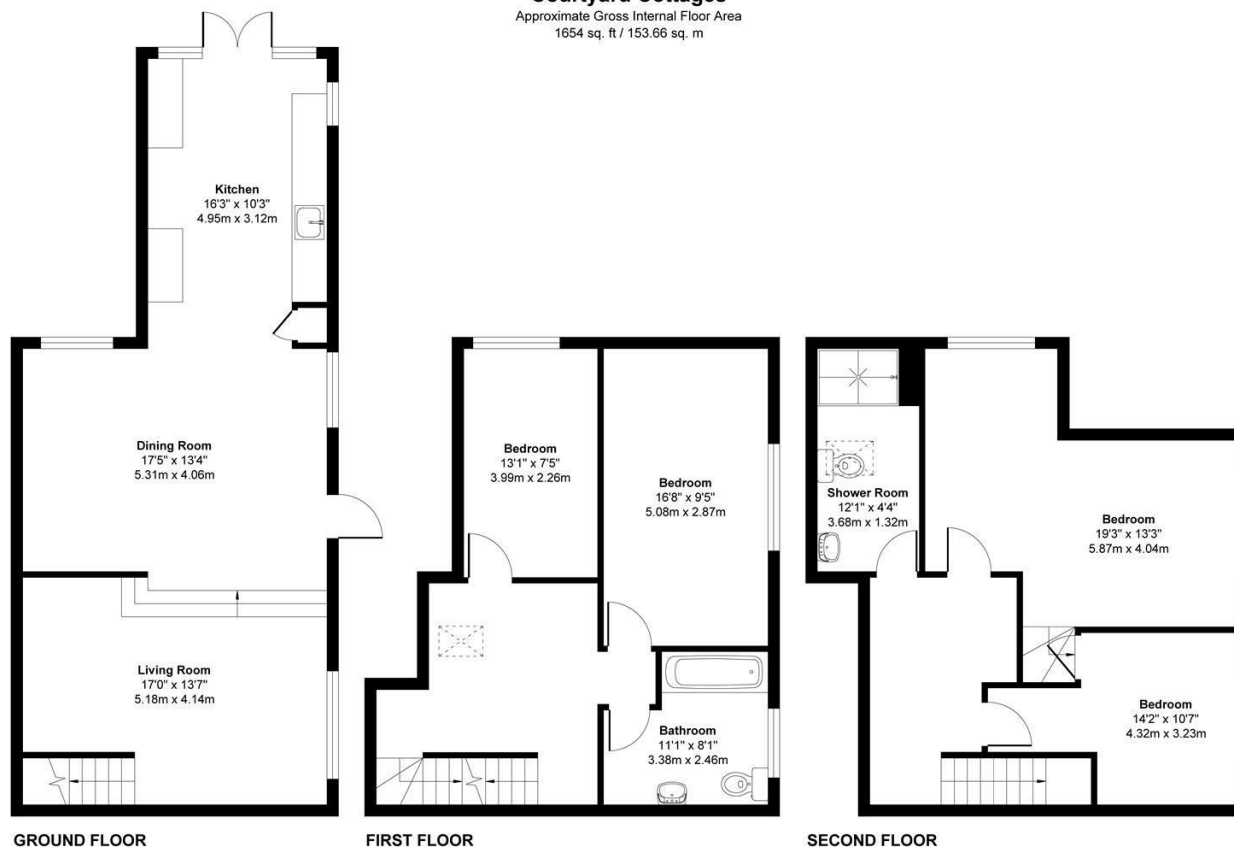 Courtyard Cottages
Approximate Gross Internal Floor Area
1654 sq. ft / 153.66 sq. m
Kitchen
16'3" x 10'3"
4.95m x 3.12m
Dining Room
17'5" x 13'4"
5.31m x 4.06m
Living Room
17'0" x 13'7"
5.18m x 4.14m
GROUND FLOOR
Bedroom
13'1" x 7'5"
3.99m x 2.26m
Bedroom
16'8" x 9'5"
5.08m x 2.87m
Bathroom
11'1" x 8'1"
3.38m x 2.46m
FIRST FLOOR
Shower Room
12'1" x 4'4"
3.68m x 1.32m
Bedroom
19'3" x 13'3"
5.87m x 4.04m
Bedroom
14'2" x 10'7"
4.32m x 3.23m
SECOND FLOOR